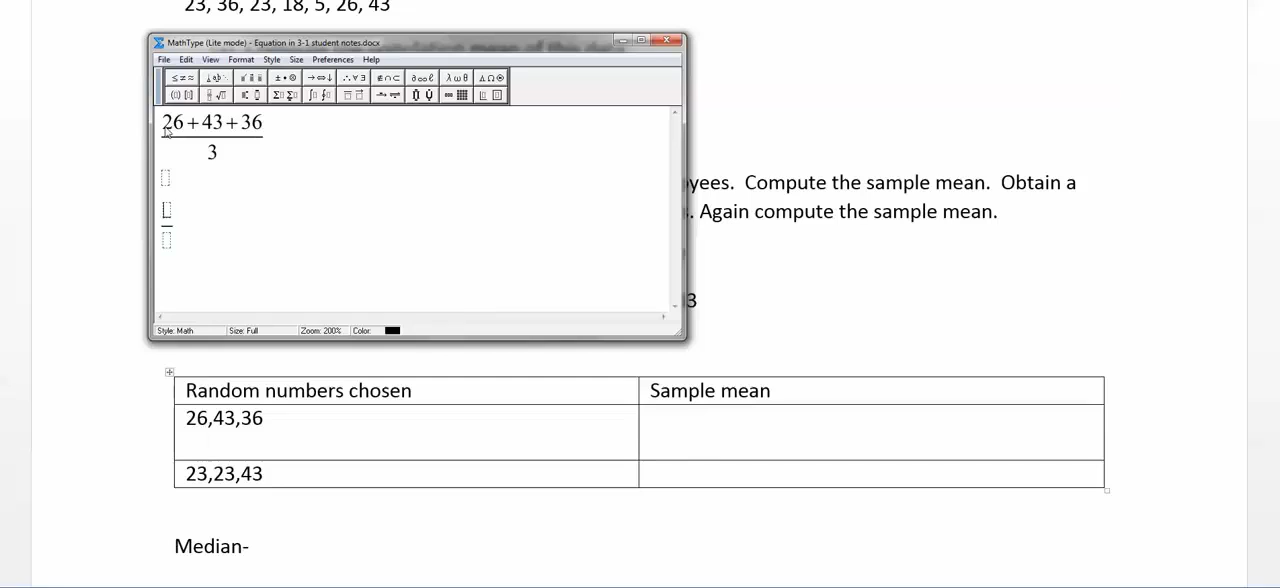 23, 36, 23, 18, 5, 26, 43
MathType (Lite mode) - Equation in 3-1 student notes.docx
File Edit View Format Style Size Preferences Help
26 + 43 + 36
3
yees. Compute the sample mean. Obtain a
. Again compute the sample mean.
3
Style: Math Size: Full Zoom: 200% Color:
Random numbers chosen Sample mean
26,43,36
23,23,43
Median-